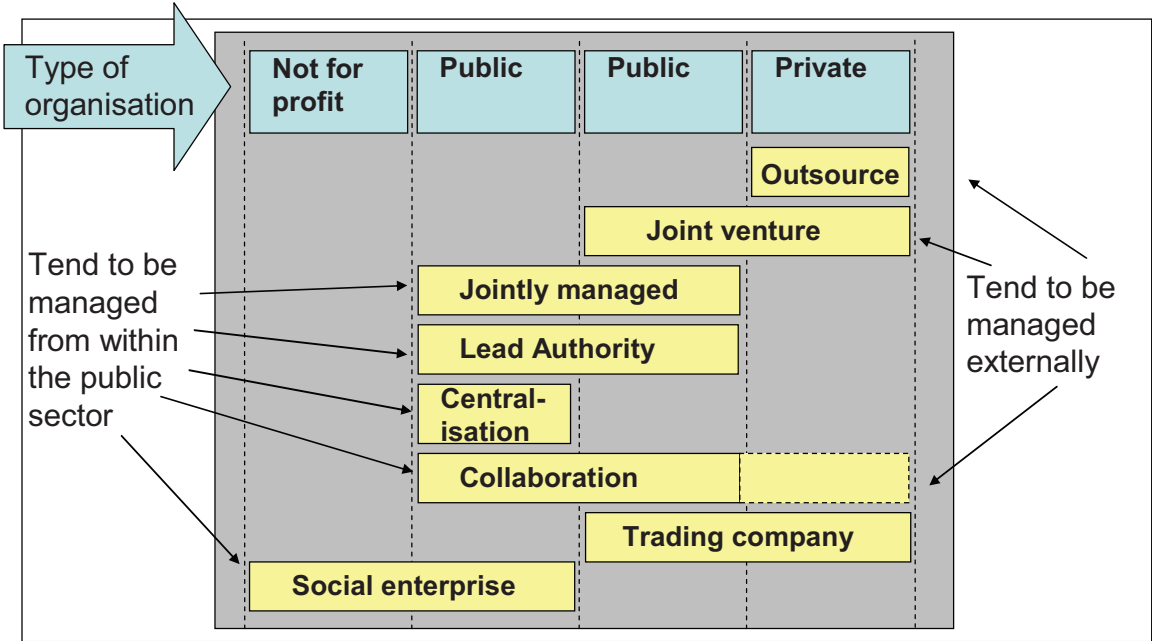 Type of
organisation
Not for
profit
Public
Public
Private
Outsource
Joint venture
Jointly managed
Lead Authority
Central-
isation
Collaboration
Trading company
Social enterprise
Tend to be
managed
from within
the public
sector
Tend to be
managed
externally